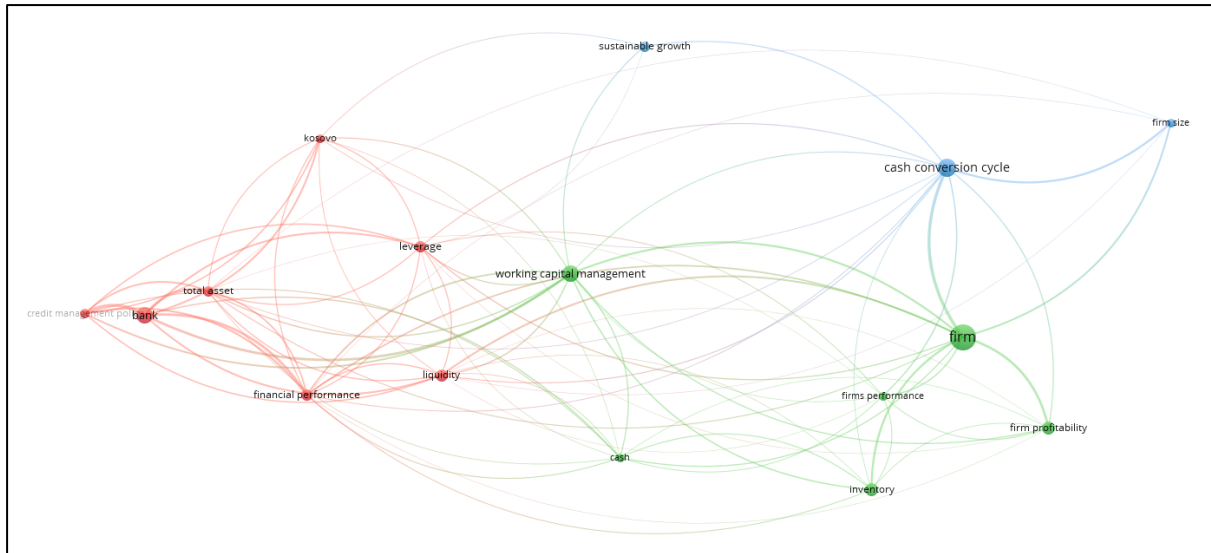 sustainable growth
firm size
kosovo
cash conversion cycle
leverage
working capital management
total asset
credit management
bank
firm
liquidity
financial performance
firms performance
firm profitability
cash
inventory